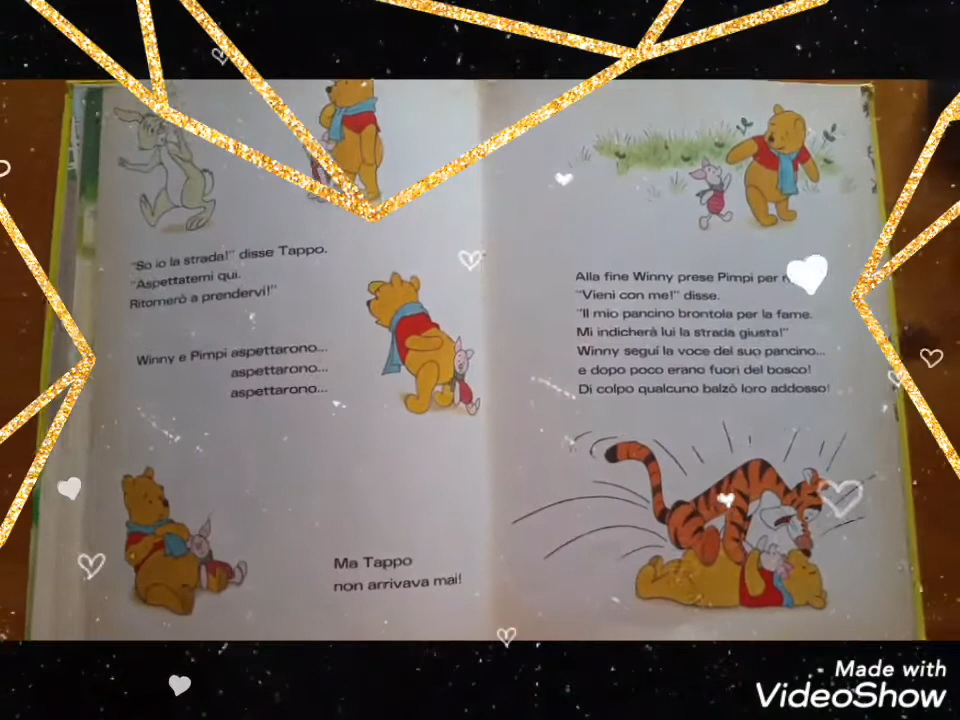 "So io la strada!" disse Tappo.
"Aspettatemi qui.
Ritornerò a prendervi!"
Winny e Pimpi aspettarono...
aspettarono...
aspettarono...
Ma Tappo
non arrivava mai!
Alla fine Winny prese Pimpi per
"Vieni con me!" disse.
"Il mio pancino brontola per la fame.
Mi indicherà lui la strada giusta!"
Winny seguì la voce del suo pancino...
e dopo poco erano fuori del bosco!
Di colpo qualcuno balzò loro addosso!
Made with
VideoShow